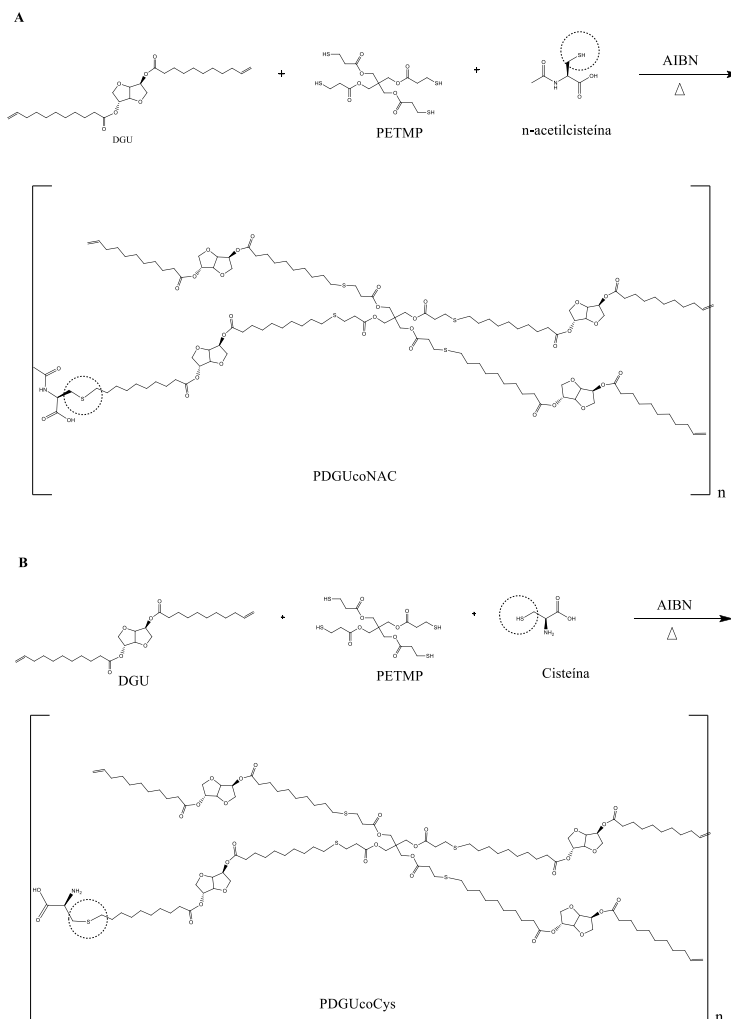 A
DGU
+
PETMP
+
n-acetilcisteína
AIBN
△
PDGUcoNAC
n
B
DGU
+
PETMP
+
Cisteína
AIBN
△
PDGUcoCys
n